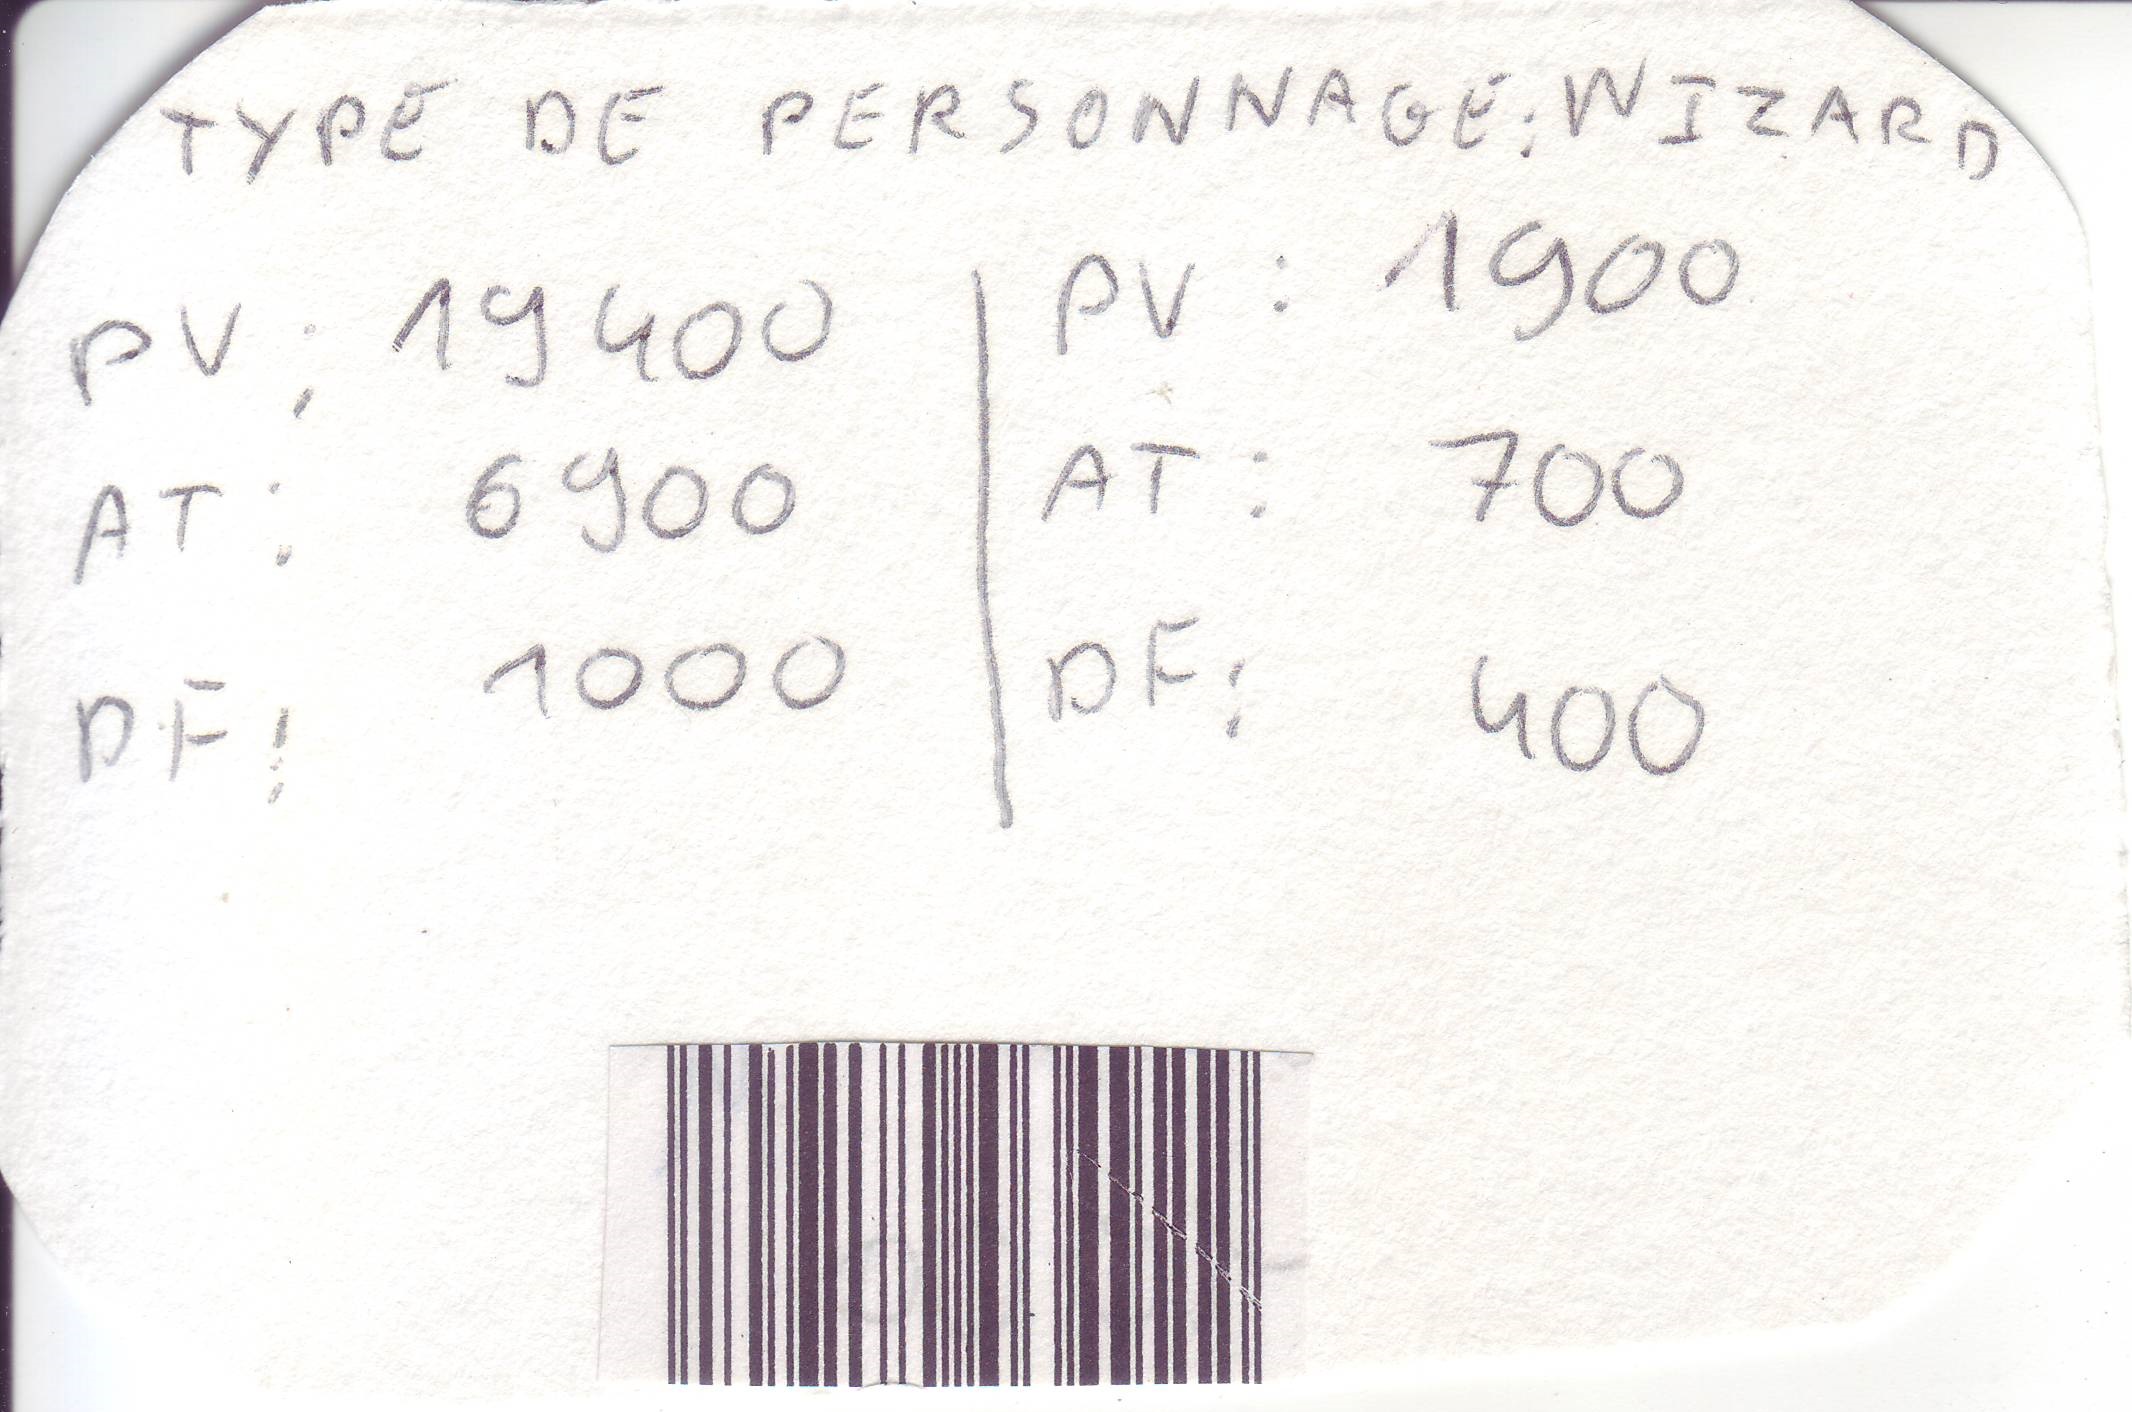 TYPE DE PERSONNAGE: WIZARD
PV: 19400
AT: 6900
DF: 1000
PV: 1900
AT: 700
DF: 400